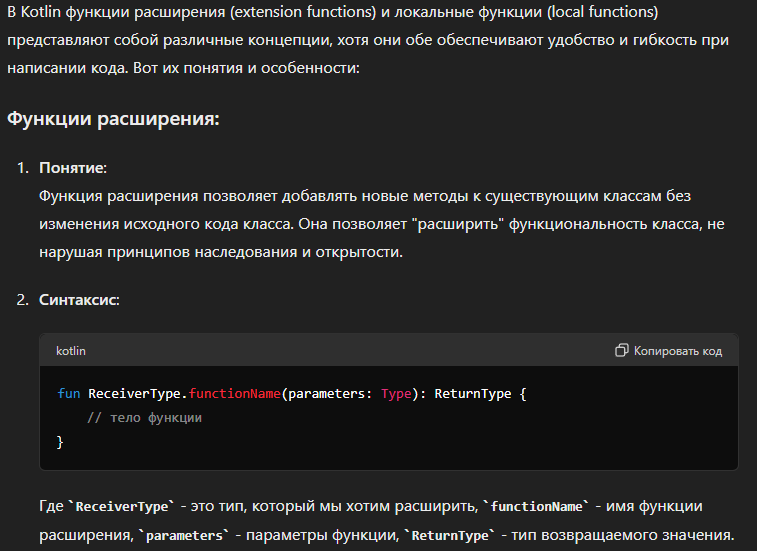 В Kotlin функции расширения (extension functions) и локальные функции (local functions)
представляют собой различные концепции, хотя они обе обеспечивают удобство и гибкость при
написании кода. Вот их понятия и особенности:
Функции расширения:
1. Понятие:
Функция расширения позволяет добавлять новые методы к существующим классам без
изменения исходного кода класса. Она позволяет "расширить" функциональность класса, не
нарушая принципов наследования и открытости.
2. Синтаксис:
kotlin Копировать код
fun ReceiverType.functionName(parameters: Type): ReturnType {
// тело функции
}
Где `ReceiverType` - это тип, который мы хотим расширить, `functionName` - имя функции
расширения, `parameters` - параметры функции, `ReturnType` - тип возвращаемого значения.